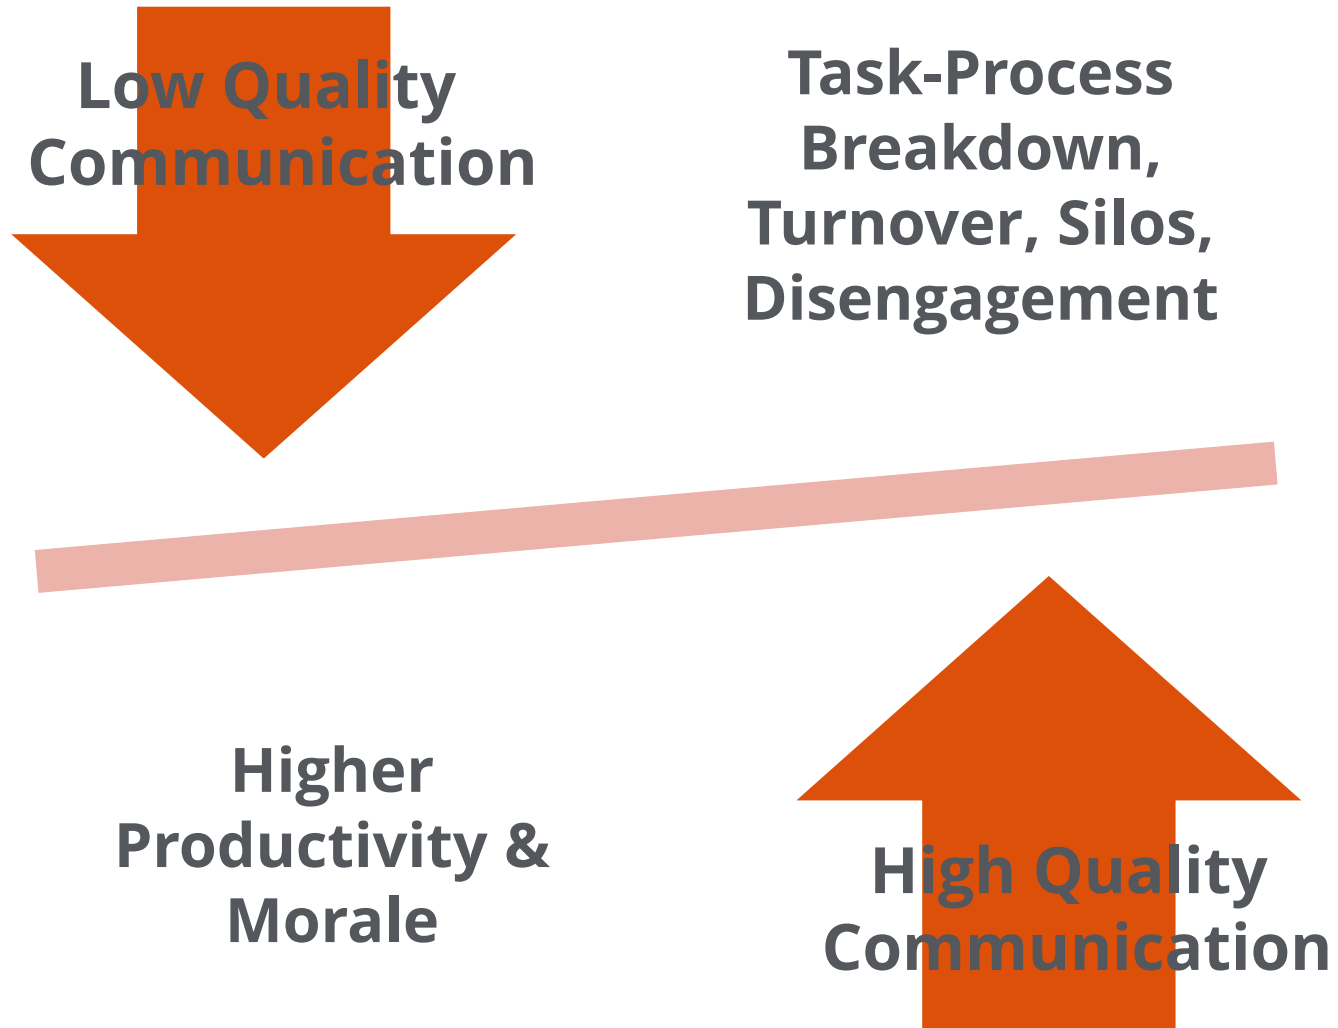 Low Quality
Communication
Task-Process
Breakdown,
Turnover, Silos,
Disengagement
Higher
Productivity &
Morale
High Quality
Communication